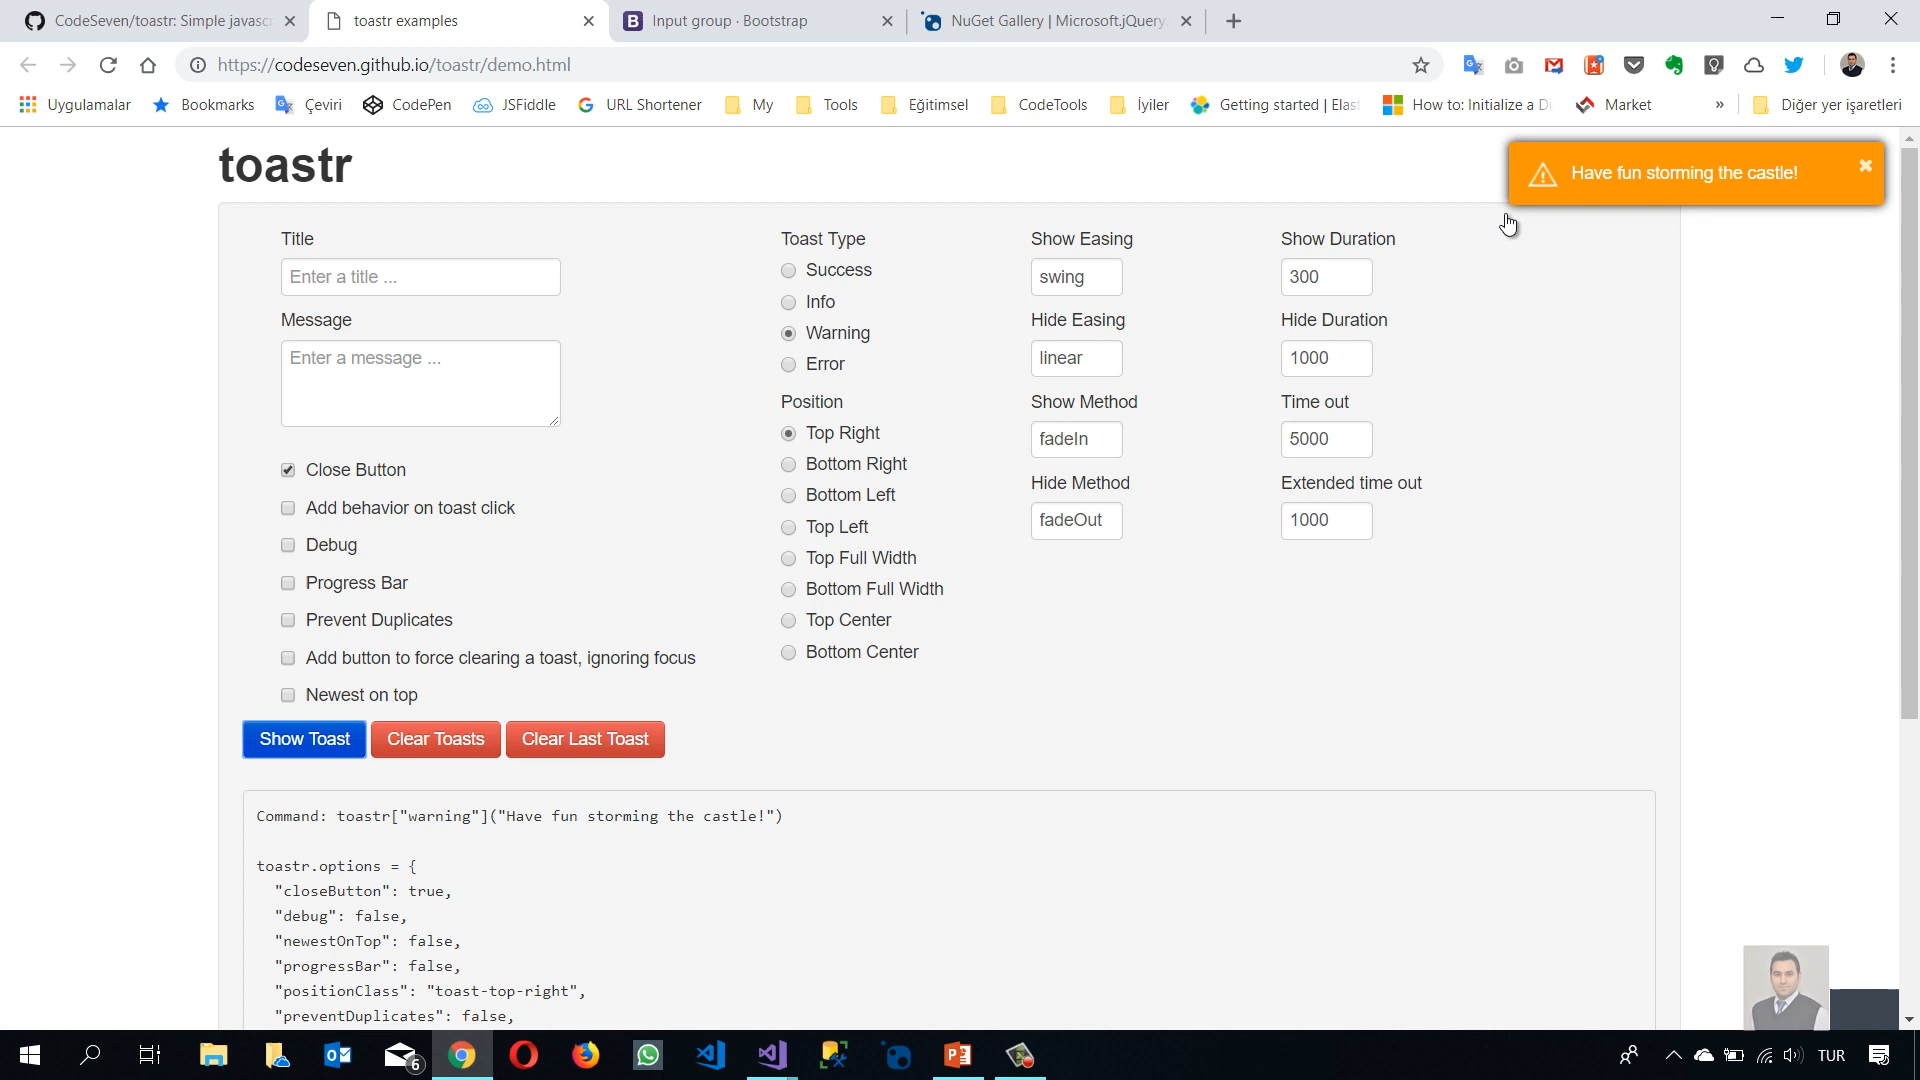 CodeSeven/toastr: Simple javasc
toastr examples
Input group · Bootstrap
NuGet Gallery | Microsoft.jQuery.
https://codeseven.github.io/toastr/demo.html
Uygulamalar
Bookmarks
Çeviri
CodePen
JSFiddle
URL Shortener
My
Tools
Eğitimsel
CodeTools
İyiler
Getting started | Elast
How to: Initialize a D
Market
»
Diğer yer işaretleri
toastr
Have fun storming the castle!
Title
Enter a title ...
Message
Enter a message ...
Close Button
Add behavior on toast click
Debug
Progress Bar
Prevent Duplicates
Add button to force clearing a toast, ignoring focus
Newest on top
Toast Type
Success
Info
Warning
Error
Position
Top Right
Bottom Right
Bottom Left
Top Left
Top Full Width
Bottom Full Width
Top Center
Bottom Center
Show Easing
swing
Hide Easing
linear
Show Method
fadeIn
Hide Method
fadeOut
Show Duration
300
Hide Duration
1000
Time out
5000
Extended time out
1000
Show Toast
Clear Toasts
Clear Last Toast
Command: toastr["warning"]("Have fun storming the castle!")
toastr.options = {
"closeButton": true,
"debug": false,
"newestOnTop": false,
"progressBar": false,
"positionClass": "toast-top-right",
"preventDuplicates": false,
6
TUR